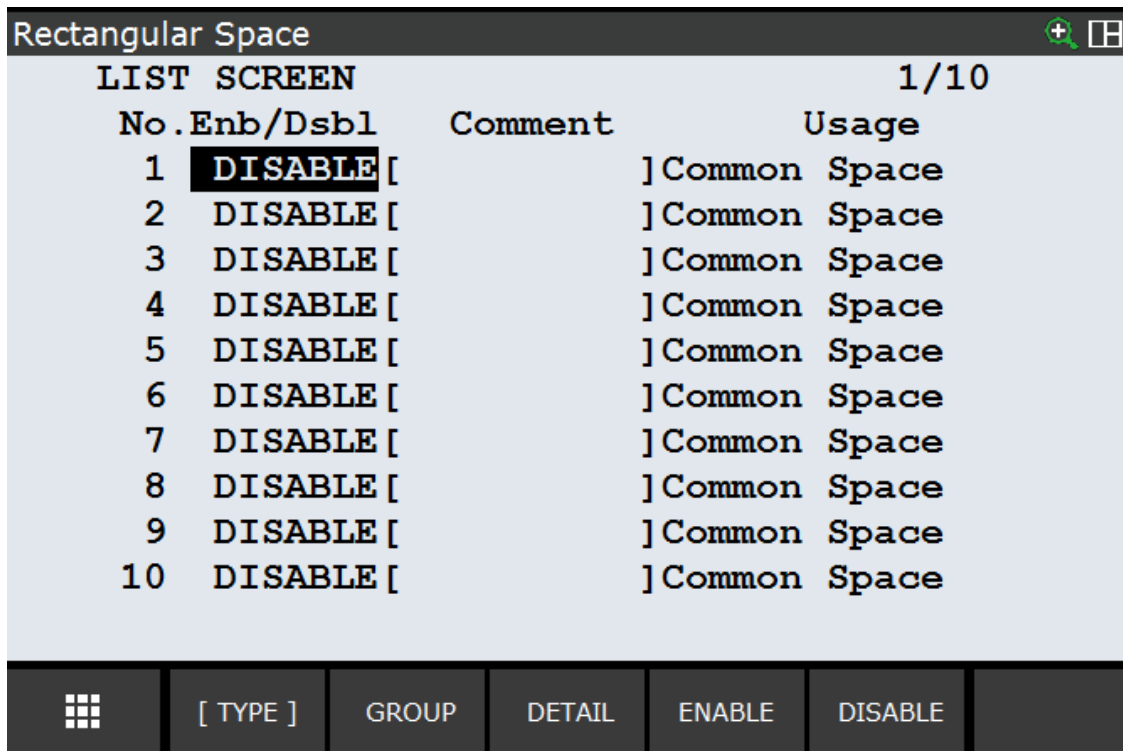 Rectangular Space
LIST SCREEN 1/10
No.Enb/Dsbl Comment Usage
1 DISABLE[ ]Common Space
2 DISABLE[ ]Common Space
3 DISABLE[ ]Common Space
4 DISABLE[ ]Common Space
5 DISABLE[ ]Common Space
6 DISABLE[ ]Common Space
7 DISABLE[ ]Common Space
8 DISABLE[ ]Common Space
9 DISABLE[ ]Common Space
10 DISABLE[ ]Common Space
[ TYPE ] GROUP DETAIL ENABLE DISABLE